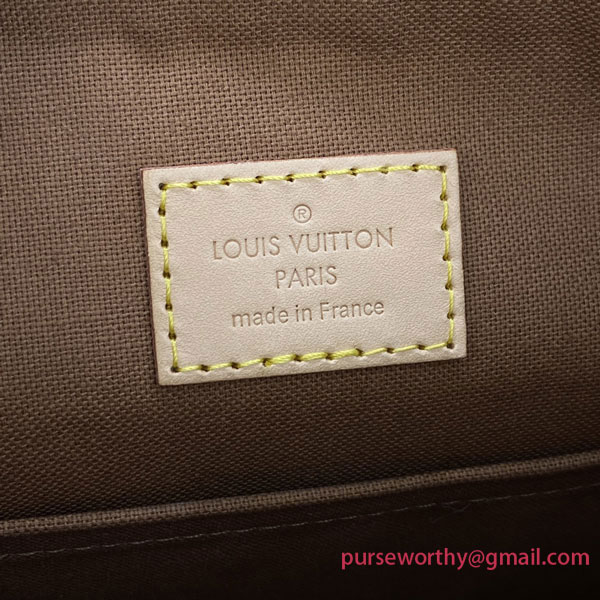 ®
LOUIS VUITTON
PARIS
made in France
purseworthy@gmail.com